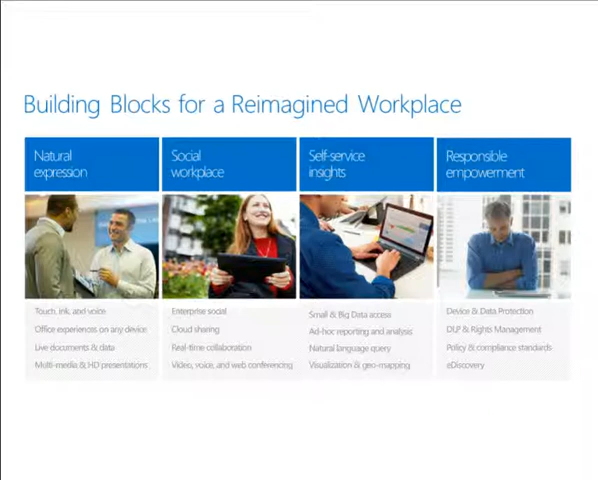 Building Blocks for a Reimagined Workplace
Natural
expression
Social
workplace
Self-service
insights
Responsible
empowerment
Touch, ink, and voice
Office experiences on any device
Live documents & data
Multi-media & HD presentations
Enterprise social
Cloud sharing
Real-time collaboration
Video, voice, and web conferencing
Small & Big Data access
Ad-hoc reporting and analysis
Natural language query
Visualization & geo-mapping
Device & Data Protection
DLP & Rights Management
Policy & compliance standards
eDiscovery